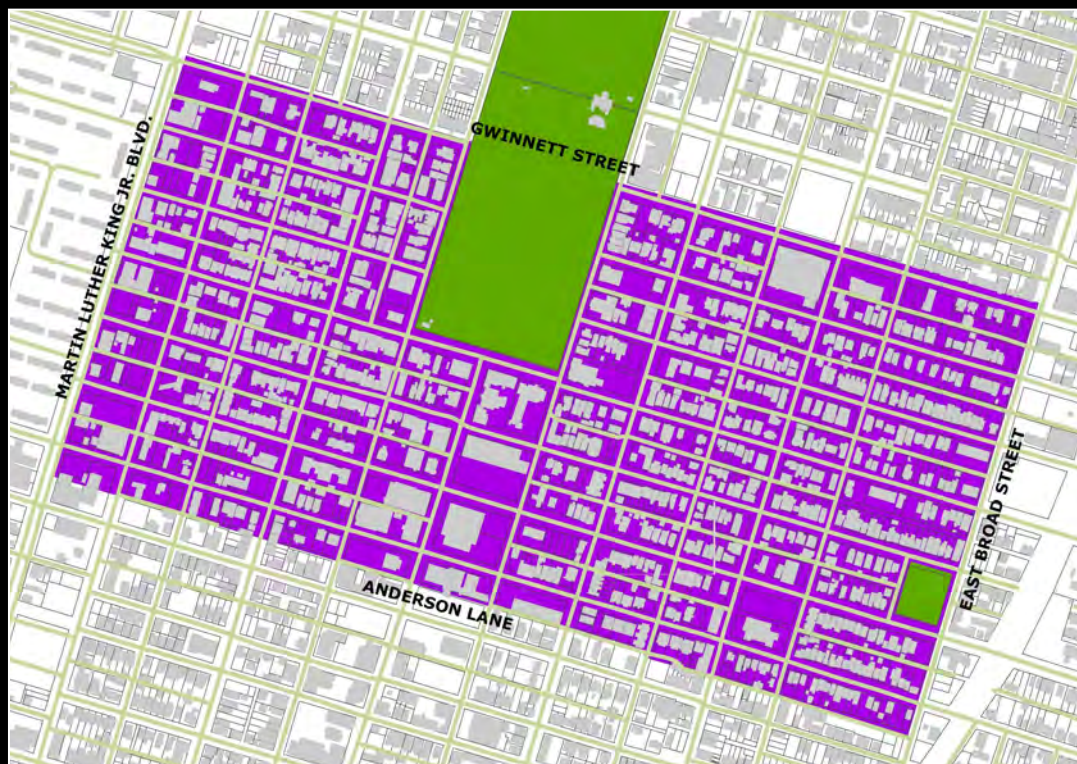 GWINNETT STREET
MARTIN LUTHER KING JR. BLVD.
EAST BROAD STREET
ANDERSON LANE